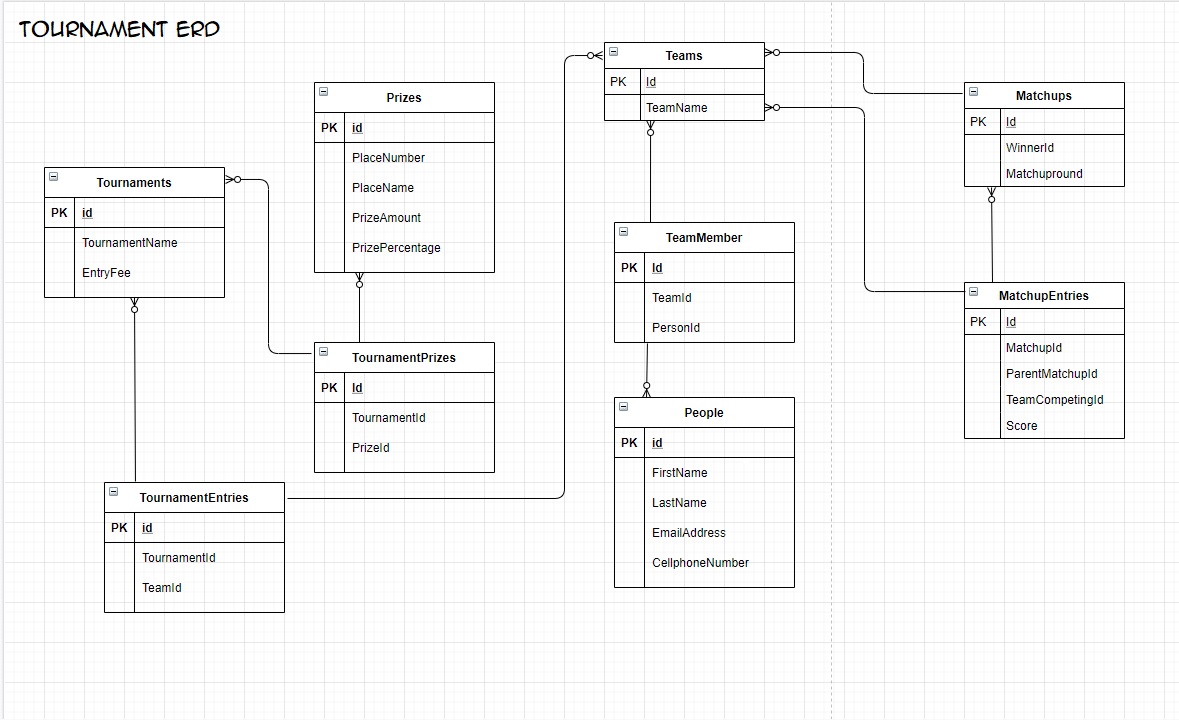 TOURNAMENT ERD
Tournaments
PK id
TournamentName
EntryFee
Prizes
PK id
PlaceNumber
PlaceName
PrizeAmount
PrizePercentage
TournamentPrizes
PK Id
TournamentId
PrizeId
TournamentEntries
PK id
TournamentId
TeamId
Teams
PK Id
TeamName
TeamMember
PK Id
TeamId
PersonId
People
PK id
FirstName
LastName
EmailAddress
CellphoneNumber
Matchups
PK Id
WinnerId
Matchupround
MatchupEntries
PK Id
MatchupId
ParentMatchupId
TeamCompetingId
Score